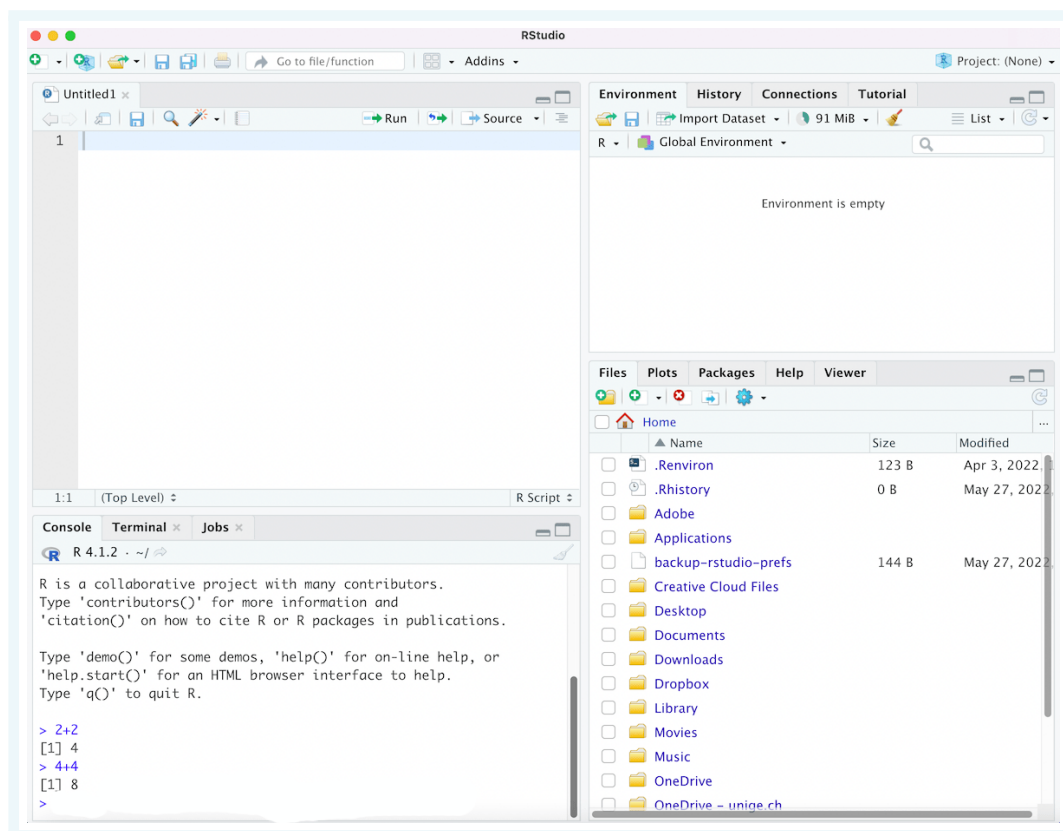 RStudio
Go to file/function
Addins
Project: (None)
Untitled1
Run
Source
1
1:1 (Top Level) R Script
Console Terminal Jobs
R 4.1.2 · ~/
R is a collaborative project with many contributors.
Type 'contributors()' for more information and
'citation()' on how to cite R or R packages in publications.
Type 'demo()' for some demos, 'help()' for on-line help, or
'help.start()' for an HTML browser interface to help.
Type 'q()' to quit R.
> 2+2
[1] 4
> 4+4
[1] 8
>
Environment History Connections Tutorial
Import Dataset 91 MiB List
R Global Environment
Environment is empty
Files Plots Packages Help Viewer
Home ...
Name Size Modified
.Renviron 123 B Apr 3, 2022,
.Rhistory 0 B May 27, 2022,
Adobe
Applications
backup-rstudio-prefs 144 B May 27, 2022,
Creative Cloud Files
Desktop
Documents
Downloads
Dropbox
Library
Movies
Music
OneDrive
OneDrive – unige.ch